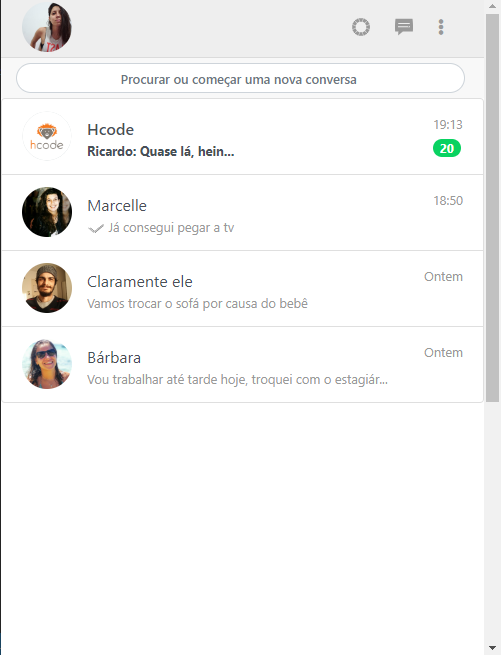 Procurar ou começar uma nova conversa
hcode
Hcode
19:13
Ricardo: Quase lá, hein...
20
Marcelle
18:50
Já consegui pegar a tv
Claramente ele
Ontem
Vamos trocar o sofá por causa do bebê
Bárbara
Ontem
Vou trabalhar até tarde hoje, troquei com o estagiár...